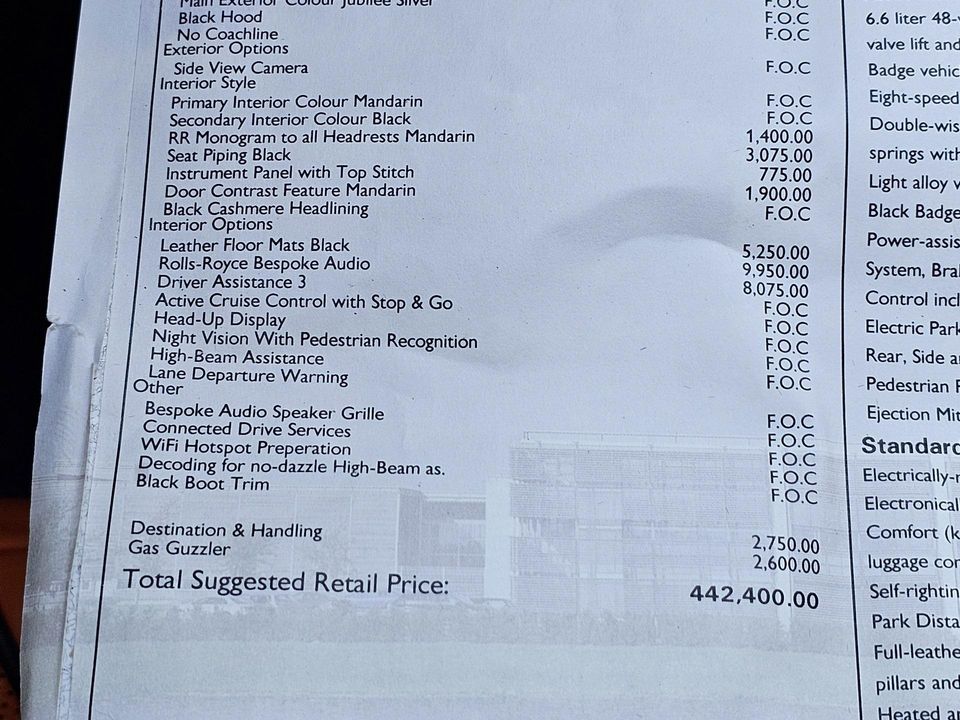 Main Exterior Colour Jubilee Silver F.O.C
Black Hood F.O.C
No Coachline F.O.C
Exterior Options
Side View Camera F.O.C
Interior Style
Primary Interior Colour Mandarin F.O.C
Secondary Interior Colour Black F.O.C
RR Monogram to all Headrests Mandarin 1,400.00
Seat Piping Black 3,075.00
Instrument Panel with Top Stitch 775.00
Door Contrast Feature Mandarin 1,900.00
Black Cashmere Headlining F.O.C
Interior Options
Leather Floor Mats Black 5,250.00
Rolls-Royce Bespoke Audio 9,950.00
Driver Assistance 3 8,075.00
Active Cruise Control with Stop & Go F.O.C
Head-Up Display F.O.C
Night Vision With Pedestrian Recognition F.O.C
High-Beam Assistance F.O.C
Lane Departure Warning F.O.C
Other
Bespoke Audio Speaker Grille F.O.C
Connected Drive Services F.O.C
WiFi Hotspot Preperation F.O.C
Decoding for no-dazzle High-Beam as. F.O.C
Black Boot Trim F.O.C
Destination & Handling 2,750.00
Gas Guzzler 2,600.00
Total Suggested Retail Price: 442,400.00
6.6 liter 48-
valve lift and
Badge vehic
Eight-speed
Double-wis
springs with
Light alloy
Black Badge
Power-assis
System, Bra
Control incl
Electric Park
Rear, Side a
Pedestrian
Ejection Mit
Standard
Electrically-
Electronical
Comfort (k
luggage co
Self-rightin
Park Dista
Full-leathe
pillars and
Heated a